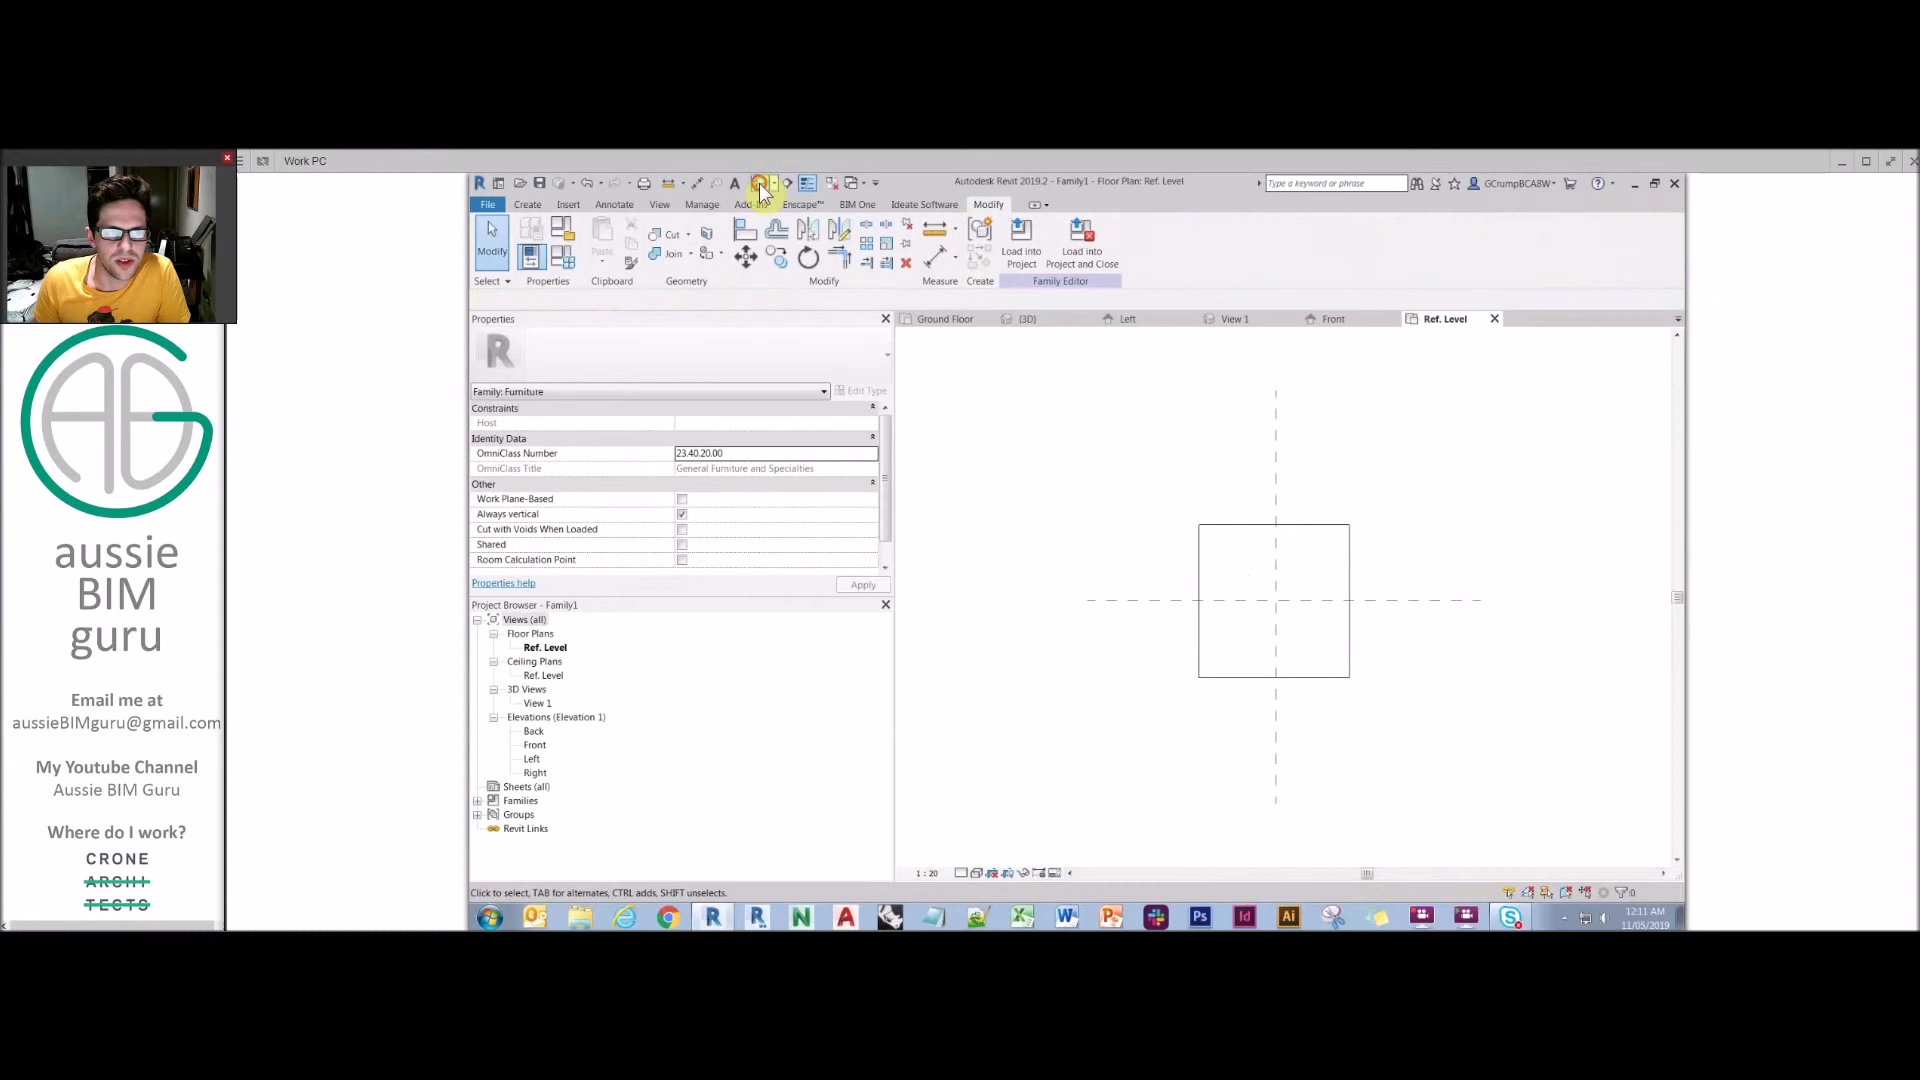 Work PC
Autodesk Revit 2019.2 - Family1 - Floor Plan: Ref. Level
Type a keyword or phrase
GCrumpBCA8W
File Create Insert Annotate View Manage Add-Ins Enscape™ BIM One Ideate Software Modify
Modify
Paste
Cut
Join
Load into Project
Load into Project and Close
Select Properties Clipboard Geometry Modify Measure Create Family Editor
Properties
Ground Floor {3D} Left View 1 Front Ref. Level
Family: Furniture
Edit Type
Constraints
Host
Identity Data
OmniClass Number 23.40.20.00
OmniClass Title General Furniture and Specialties
Other
Work Plane-Based
Always vertical
Cut with Voids When Loaded
Shared
Room Calculation Point
Properties help
Apply
Project Browser - Family1
Views (all)
Floor Plans
Ref. Level
Ceiling Plans
Ref. Level
3D Views
View 1
Elevations (Elevation 1)
Back
Front
Left
Right
Sheets (all)
Families
Groups
Revit Links
1 : 20
Click to select, TAB for alternates, CTRL adds, SHIFT unselects.
:0
12:11 AM
11/05/2019
aussie
BIM
guru
Email me at
aussieBIMguru@gmail.com
My Youtube Channel
Aussie BIM Guru
Where do I work?
CRONE
ARCHI
TECTS